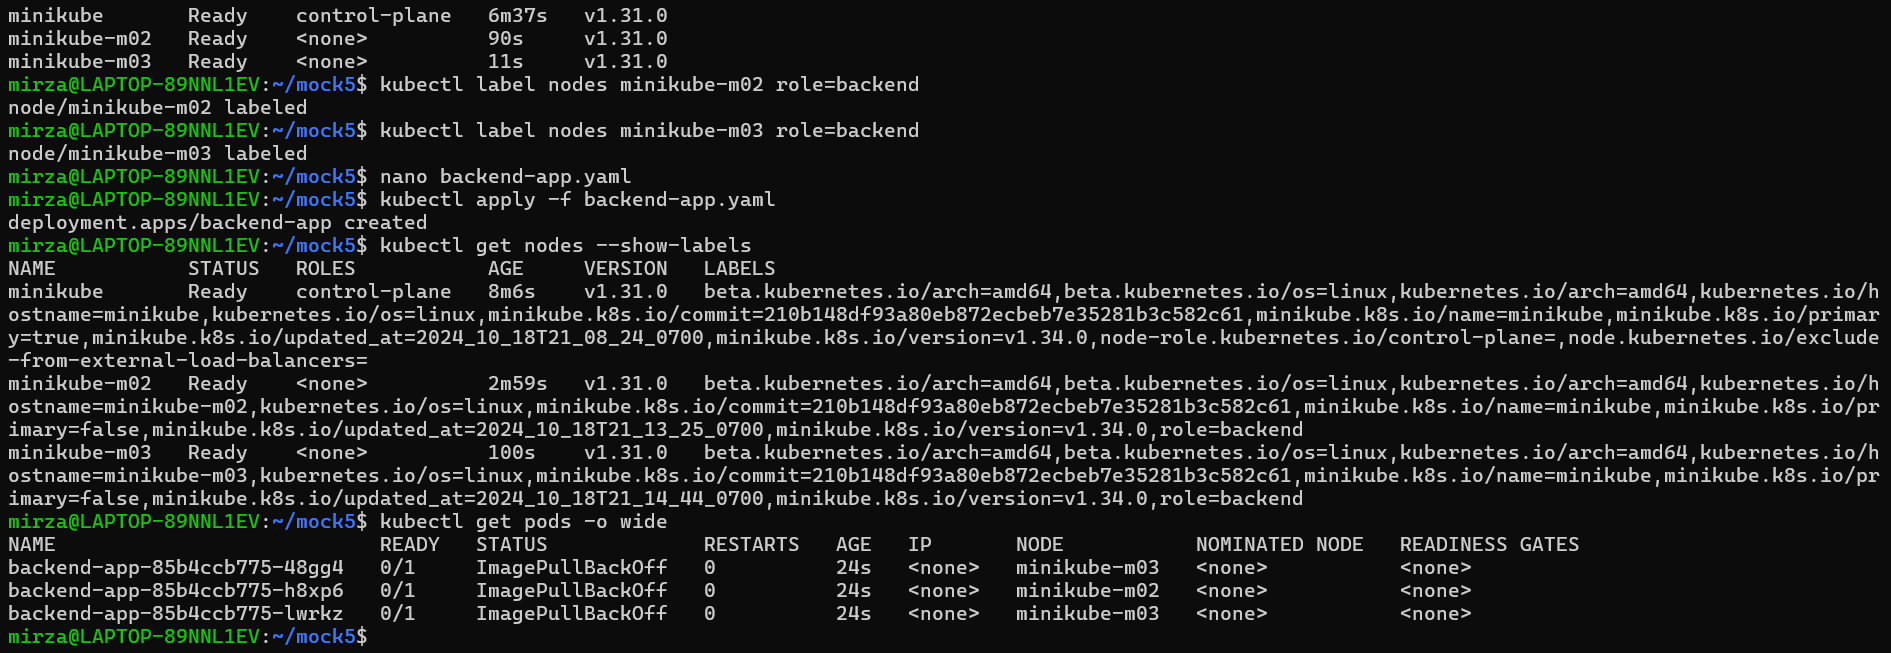 minikube       Ready    control-plane   6m37s   v1.31.0
minikube-m02   Ready    <none>          90s     v1.31.0
minikube-m03   Ready    <none>          11s     v1.31.0
mirza@LAPTOP-89NNL1EV:~/mock5$ kubectl label nodes minikube-m02 role=backend
node/minikube-m02 labeled
mirza@LAPTOP-89NNL1EV:~/mock5$ kubectl label nodes minikube-m03 role=backend
node/minikube-m03 labeled
mirza@LAPTOP-89NNL1EV:~/mock5$ nano backend-app.yaml
mirza@LAPTOP-89NNL1EV:~/mock5$ kubectl apply -f backend-app.yaml
deployment.apps/backend-app created
mirza@LAPTOP-89NNL1EV:~/mock5$ kubectl get nodes --show-labels
NAME           STATUS   ROLES           AGE     VERSION   LABELS
minikube       Ready    control-plane   8m6s    v1.31.0   beta.kubernetes.io/arch=amd64,beta.kubernetes.io/os=linux,kubernetes.io/arch=amd64,kubernetes.io/h
ostname=minikube,kubernetes.io/os=linux,minikube.k8s.io/commit=210b148df93a80eb872ecbeb7e35281b3c582c61,minikube.k8s.io/name=minikube,minikube.k8s.io/primar
y=true,minikube.k8s.io/updated_at=2024_10_18T21_08_24_0700,minikube.k8s.io/version=v1.34.0,node-role.kubernetes.io/control-plane=,node.kubernetes.io/exclude
-from-external-load-balancers=
minikube-m02   Ready    <none>          2m59s   v1.31.0   beta.kubernetes.io/arch=amd64,beta.kubernetes.io/os=linux,kubernetes.io/arch=amd64,kubernetes.io/h
ostname=minikube-m02,kubernetes.io/os=linux,minikube.k8s.io/commit=210b148df93a80eb872ecbeb7e35281b3c582c61,minikube.k8s.io/name=minikube,minikube.k8s.io/pr
imary=false,minikube.k8s.io/updated_at=2024_10_18T21_13_25_0700,minikube.k8s.io/version=v1.34.0,role=backend
minikube-m03   Ready    <none>          100s    v1.31.0   beta.kubernetes.io/arch=amd64,beta.kubernetes.io/os=linux,kubernetes.io/arch=amd64,kubernetes.io/h
ostname=minikube-m03,kubernetes.io/os=linux,minikube.k8s.io/commit=210b148df93a80eb872ecbeb7e35281b3c582c61,minikube.k8s.io/name=minikube,minikube.k8s.io/pr
imary=false,minikube.k8s.io/updated_at=2024_10_18T21_14_44_0700,minikube.k8s.io/version=v1.34.0,role=backend
mirza@LAPTOP-89NNL1EV:~/mock5$ kubectl get pods -o wide
NAME                           READY   STATUS             RESTARTS   AGE   IP       NODE           NOMINATED NODE   READINESS GATES
backend-app-85b4ccb775-48gg4   0/1     ImagePullBackOff   0          24s   <none>   minikube-m03   <none>           <none>
backend-app-85b4ccb775-h8xp6   0/1     ImagePullBackOff   0          24s   <none>   minikube-m02   <none>           <none>
backend-app-85b4ccb775-lwrkz   0/1     ImagePullBackOff   0          24s   <none>   minikube-m03   <none>           <none>
mirza@LAPTOP-89NNL1EV:~/mock5$